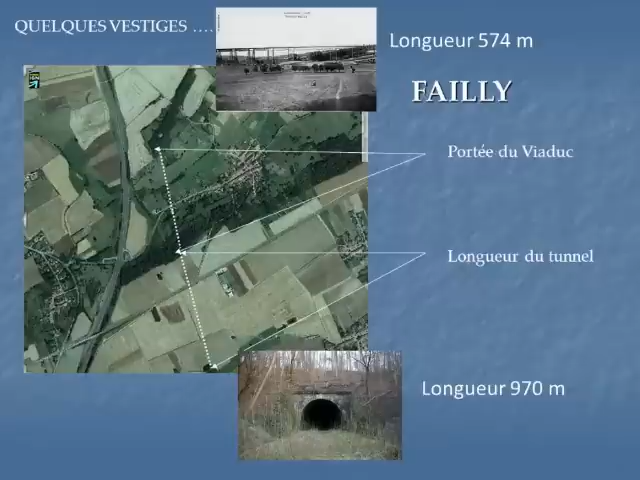 QUELQUES VESTIGES ....
Longueur 574 m
FAILLY
Portée du Viaduc
Longueur du tunnel
Longueur 970 m